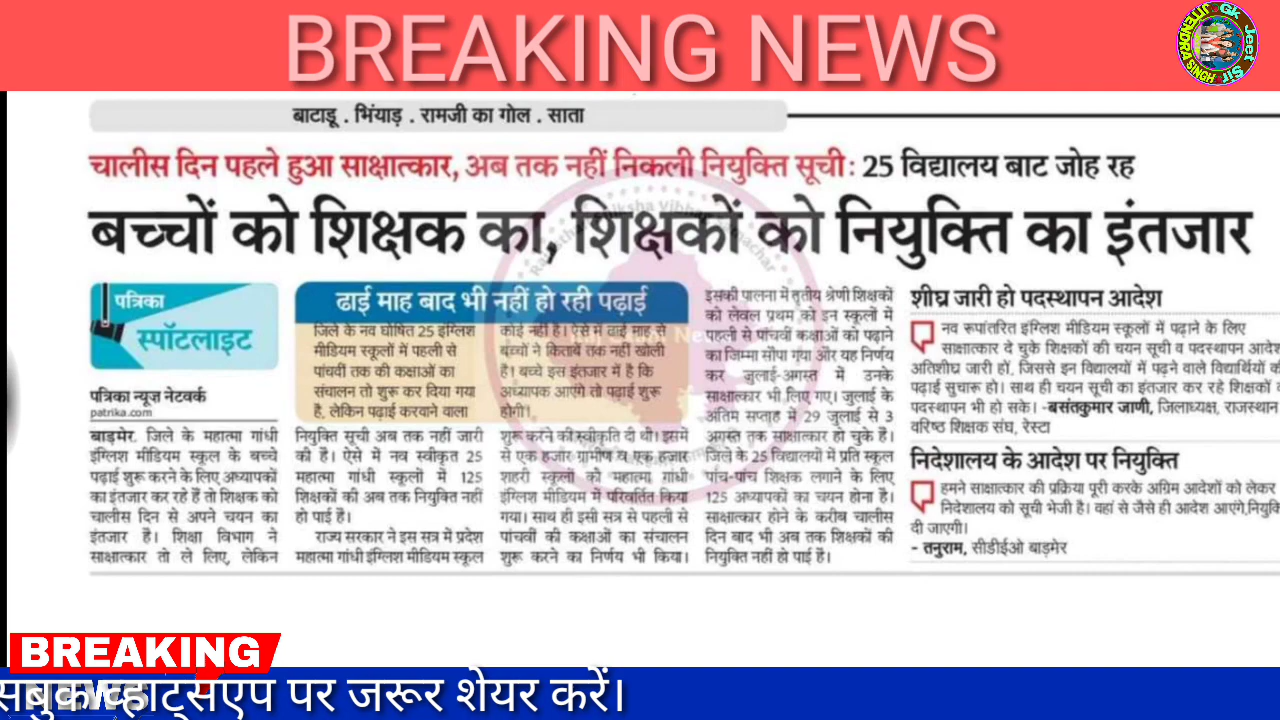 BREAKING NEWS
Gk Jeet Sir
JITENDRA SINGH
बाटाडू . भिंयाड़ . रामजी का गोल . साता
चालीस दिन पहले हुआ साक्षात्कार, अब तक नहीं निकली नियुक्ति सूची: 25 विद्यालय बाट जोह रह
बच्चों को शिक्षक का, शिक्षकों को नियुक्ति का इंतजार
पत्रिका
स्पॉटलाइट
पत्रिका न्यूज नेटवर्क
patrika.com
बाड़मेर. जिले के महात्मा गांधी
इंग्लिश मीडियम स्कूल के बच्चे
पढ़ाई शुरू करने के लिए अध्यापकों
का इंतजार कर रहे हैं तो शिक्षक को
चालीस दिन से अपने चयन का
इंतजार है। शिक्षा विभाग ने
साक्षात्कार तो ले लिए, लेकिन
ढाई माह बाद भी नहीं हो रही पढ़ाई
जिले के नव घोषित 25 इंग्लिश
मीडियम स्कूलों में पहली से
पांचवीं तक की कक्षाओं का
संचालन तो शुरू कर दिया गया
है, लेकिन पढ़ाई करवाने वाला
कोई नहीं है। ऐसे में ढाई माह से
बच्चों ने किताबें तक नहीं खोली
है। बच्चे इस इंतजार में है कि
अध्यापक आएंगे तो पढ़ाई शुरू
होगी।
नियुक्ति सूची अब तक नहीं जारी
की है। ऐसे में नव स्वीकृत 25
महात्मा गांधी स्कूलों में 125
शिक्षकों की अब तक नियुक्ति नहीं
हो पाई है।
राज्य सरकार ने इस सत्र में प्रदेश
महात्मा गांधी इंग्लिश मीडियम स्कूल
शुरू करने की स्वीकृति दी थी। इसमें
से एक हजार ग्रामीण व एक हजार
शहरी स्कूलों को महात्मा गांधी
इंग्लिश मीडियम में परिवर्तित किया
गया। साथ ही इसी सत्र से पहली से
पांचवीं की कक्षाओं का संचालन
शुरू करने का निर्णय भी किया।
इसकी पालना में तृतीय श्रेणी शिक्षकों
को लेवल प्रथम को इन स्कूलों में
पहली से पांचवीं कक्षाओं को पढ़ाने
का जिम्मा सौंपा गया और यह निर्णय
कर जुलाई-अगस्त में उनके
साक्षात्कार भी लिए गए। जुलाई के
अंतिम सप्ताह में 29 जुलाई से 3
अगस्त तक साक्षात्कार हो चुके है।
जिले के 25 विद्यालयों में प्रति स्कूल
पांच-पांच शिक्षक लगाने के लिए
125 अध्यापकों का चयन होना है।
साक्षात्कार होने के करीब चालीस
दिन बाद भी अब तक शिक्षकों की
नियुक्ति नहीं हो पाई है।
शीघ्र जारी हो पदस्थापन आदेश
नव रूपांतरित इंग्लिश मीडियम स्कूलों में पढ़ाने के लिए
साक्षात्कार दे चुके शिक्षकों की चयन सूची व पदस्थापन आदेश
अतिशीघ्र जारी हों, जिससे इन विद्यालयों में पढ़ने वाले विद्यार्थियों की
पढ़ाई सुचारू हो। साथ ही चयन सूची का इंतजार कर रहे शिक्षकों
पदस्थापन भी हो सके। -बसंतकुमार जाणी, जिलाध्यक्ष, राजस्थान
वरिष्ठ शिक्षक संघ, रेस्टा
निदेशालय के आदेश पर नियुक्ति
हमने साक्षात्कार की प्रक्रिया पूरी करके अग्रिम आदेशों को लेकर
निदेशालय को सूची भेजी है। वहां से जैसे ही आदेश आएंगे,नियुक्ति
दी जाएगी।
- तनुराम, सीडीईओ बाड़मेर
BREAKING
NEWS
पर जरूर शेयर करें।